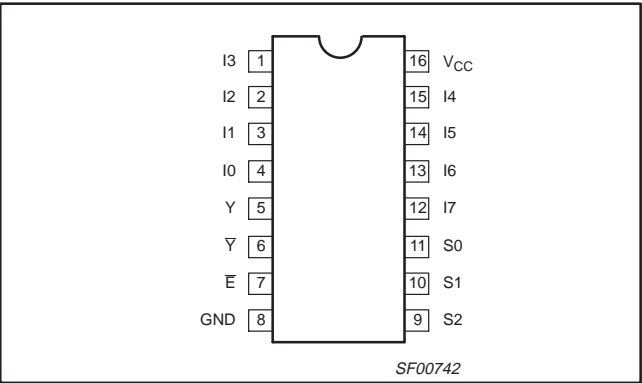 I3 1 16 V_CC
I2 2 15 I4
I1 3 14 I5
I0 4 13 I6
Y 5 12 I7
Y̅ 6 11 S0
E̅ 7 10 S1
GND 8 9 S2
SF00742